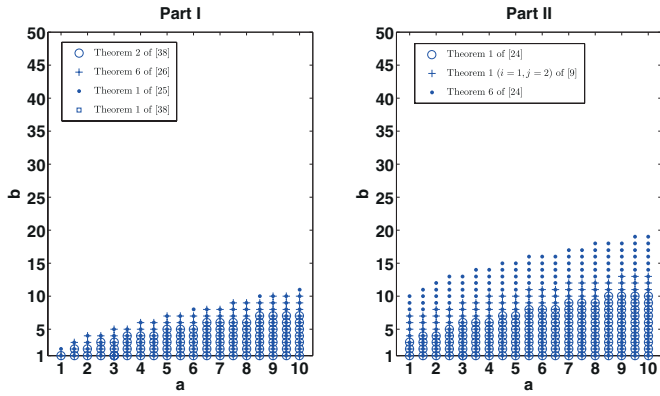 Part I
50
45
40
35
30
25
20
15
10
5
1
b
Theorem 2 of [38]
Theorem 6 of [26]
Theorem 1 of [25]
Theorem 1 of [38]
1 2 3 4 5 6 7 8 9 10
a
Part II
50
45
40
35
30
25
20
15
10
5
1
b
Theorem 1 of [24]
Theorem 1 (i = 1, j = 2) of [9]
Theorem 6 of [24]
1 2 3 4 5 6 7 8 9 10
a